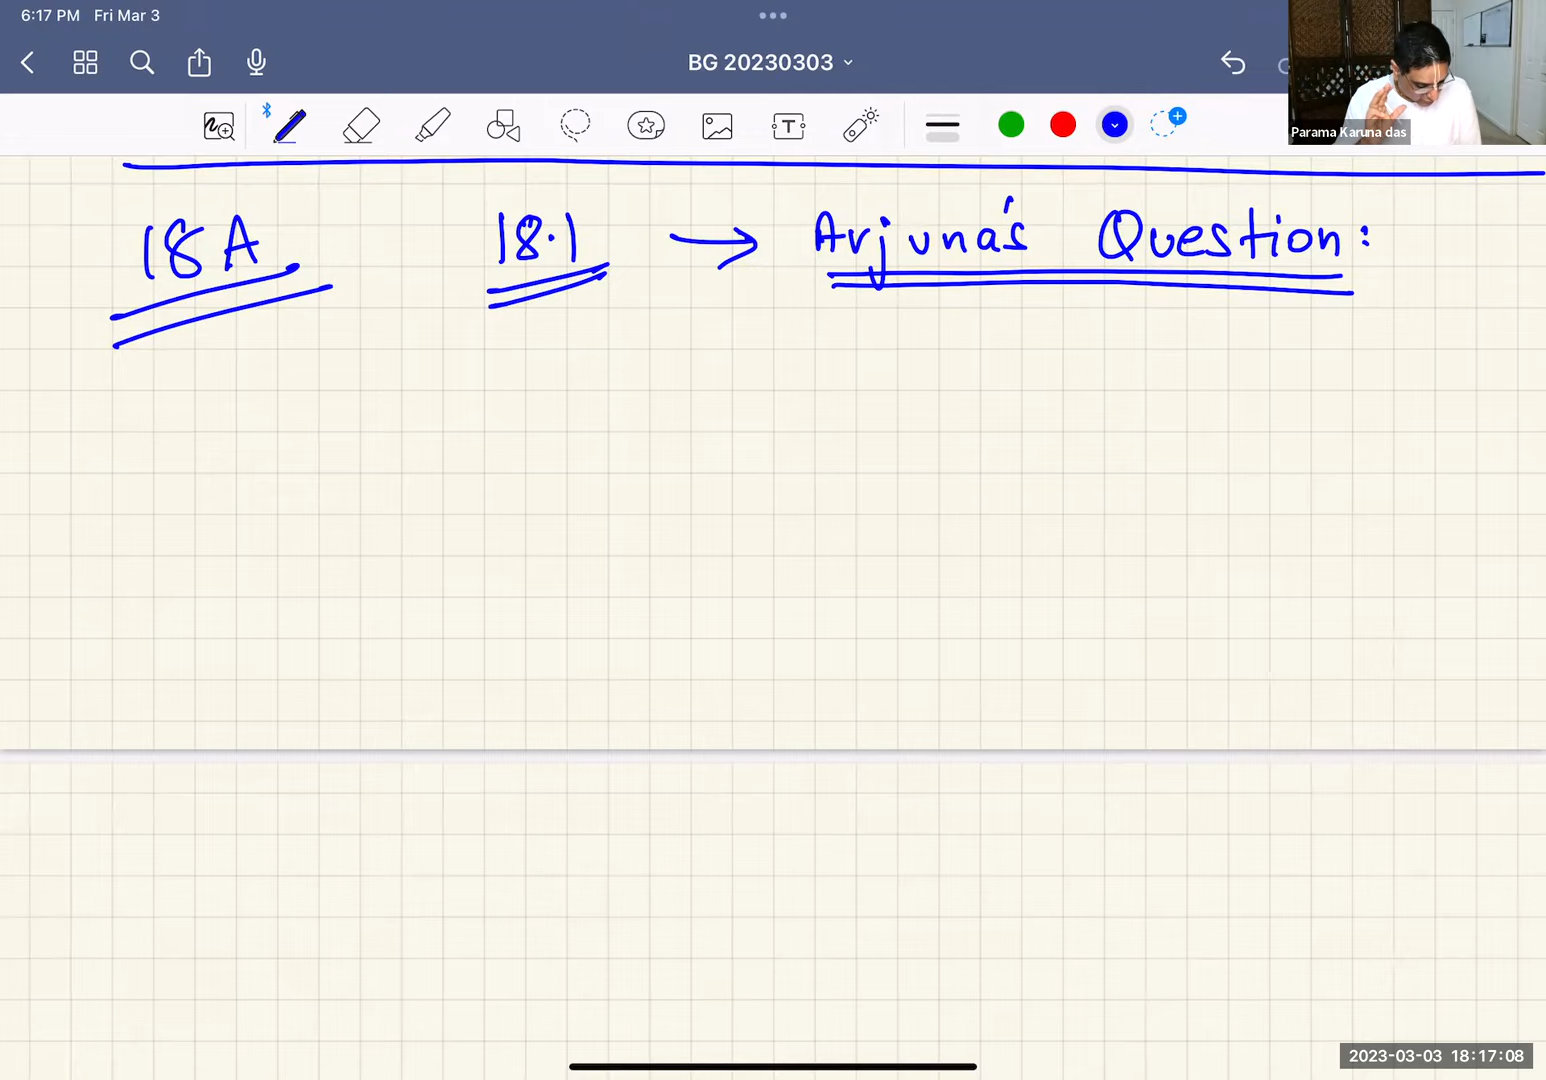 6:17 PM Fri Mar 3
BG 20230303
T
Parama Karuna das
18 A 18.1 → Arjuna's Question:
2023-03-03 18:17:08